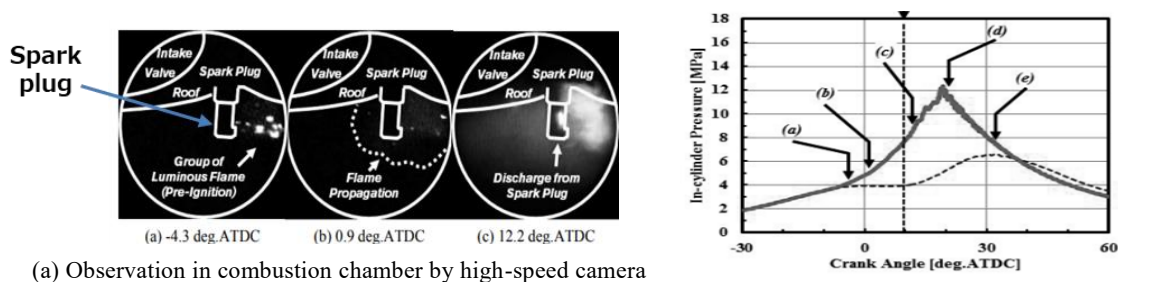 Spark
plug
Intake
Valve
Spark Plug
Roof
Group of
Luminous Flame
(Pre-Ignition)
(a) -4.3 deg.ATDC
Intake
Valve
Spark Plug
Roof
Flame
Propagation
(b) 0.9 deg.ATDC
Intake
Valve
Spark Plug
Roof
Discharge from
Spark Plug
(c) 12.2 deg.ATDC
(a) Observation in combustion chamber by high-speed camera
In-cylinder Pressure [MPa]
18
16
14
12
10
8
6
4
2
0
(a)
(b)
(c)
(d)
(e)
-30
0
30
60
Crank Angle [deg.ATDC]